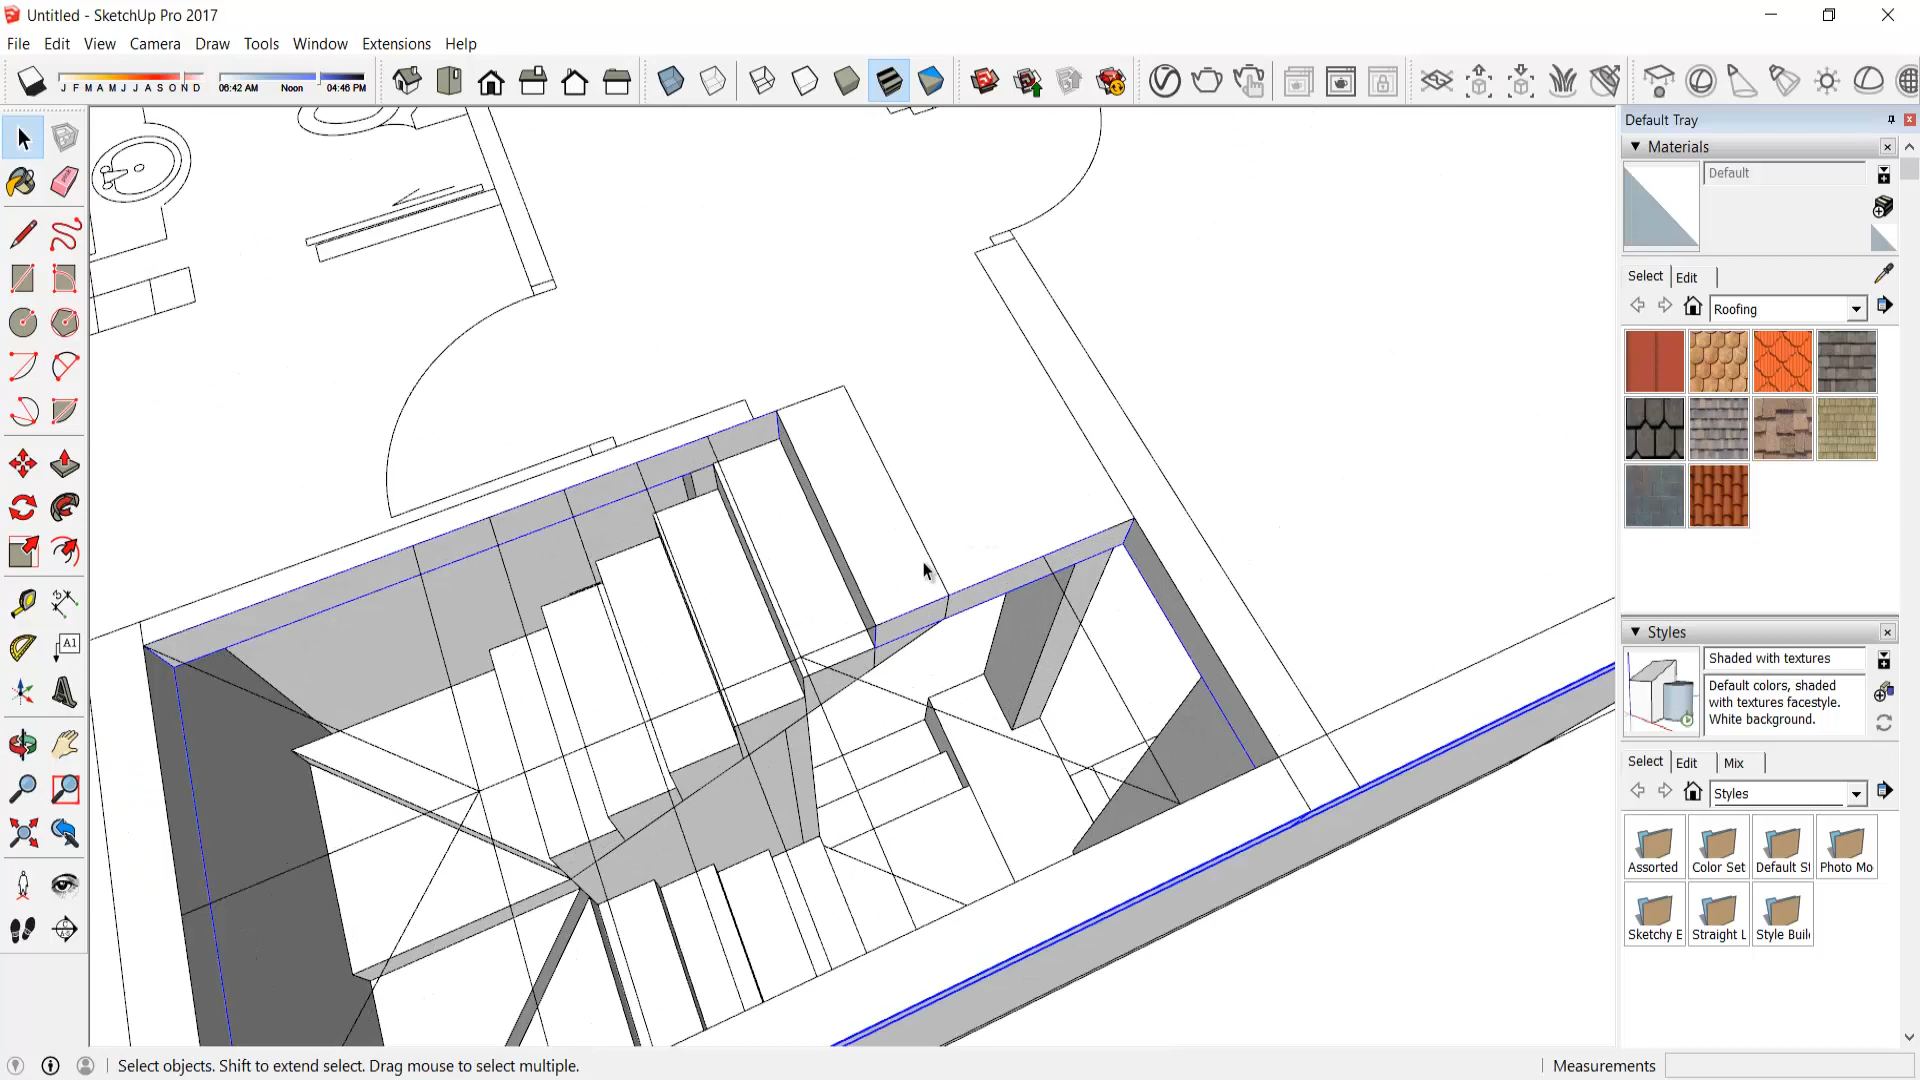 Untitled - SketchUp Pro 2017
File Edit View Camera Draw Tools Window Extensions Help
J F M A M J J A S O N D
06:42 AM Noon 04:46 PM
Default Tray
Materials
Default
Select Edit
Roofing
A1
Styles
Shaded with textures
Default colors, shaded
with textures facestyle.
White background.
Select Edit Mix
Styles
Assorted Color Set Default St Photo Mo
Sketchy E Straight L Style Buil
Select objects. Shift to extend select. Drag mouse to select multiple.
Measurements